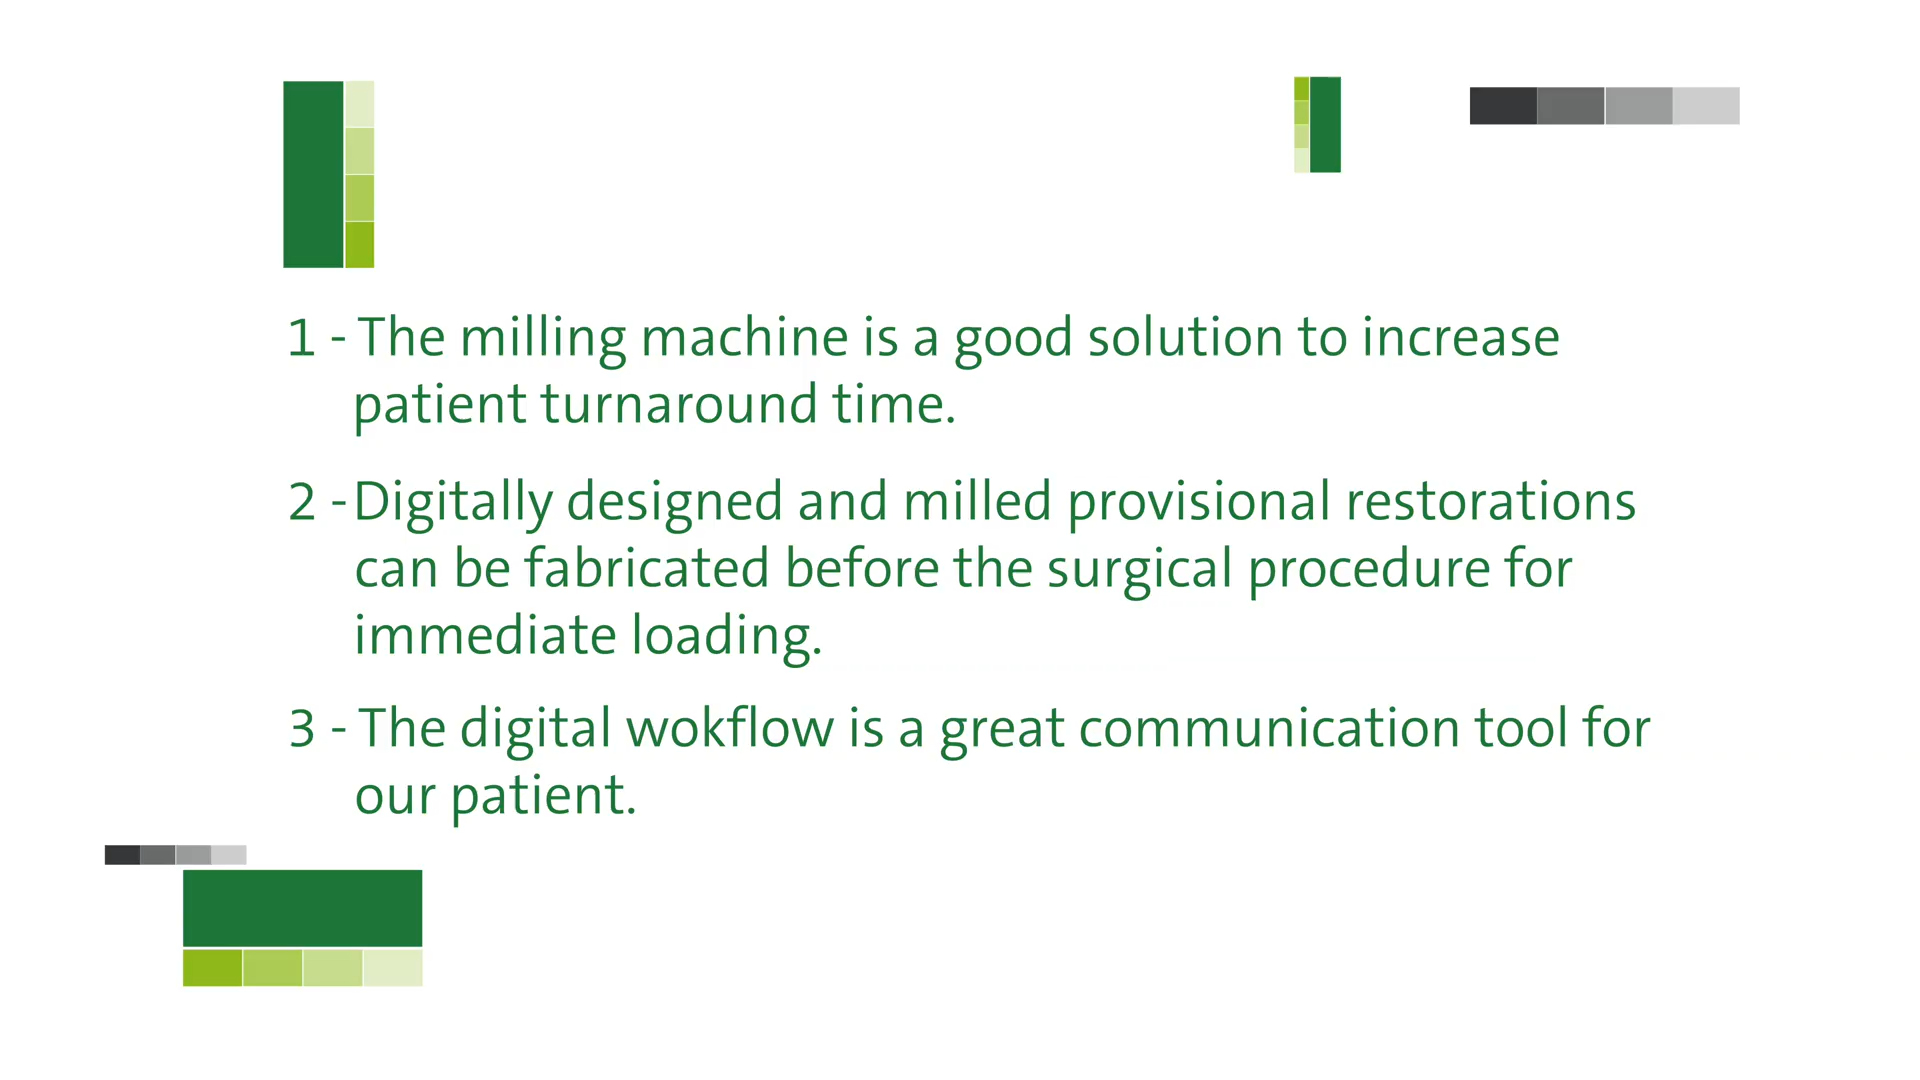 1 - The milling machine is a good solution to increase
patient turnaround time.
2 - Digitally designed and milled provisional restorations
can be fabricated before the surgical procedure for
immediate loading.
3 - The digital wokflow is a great communication tool for
our patient.